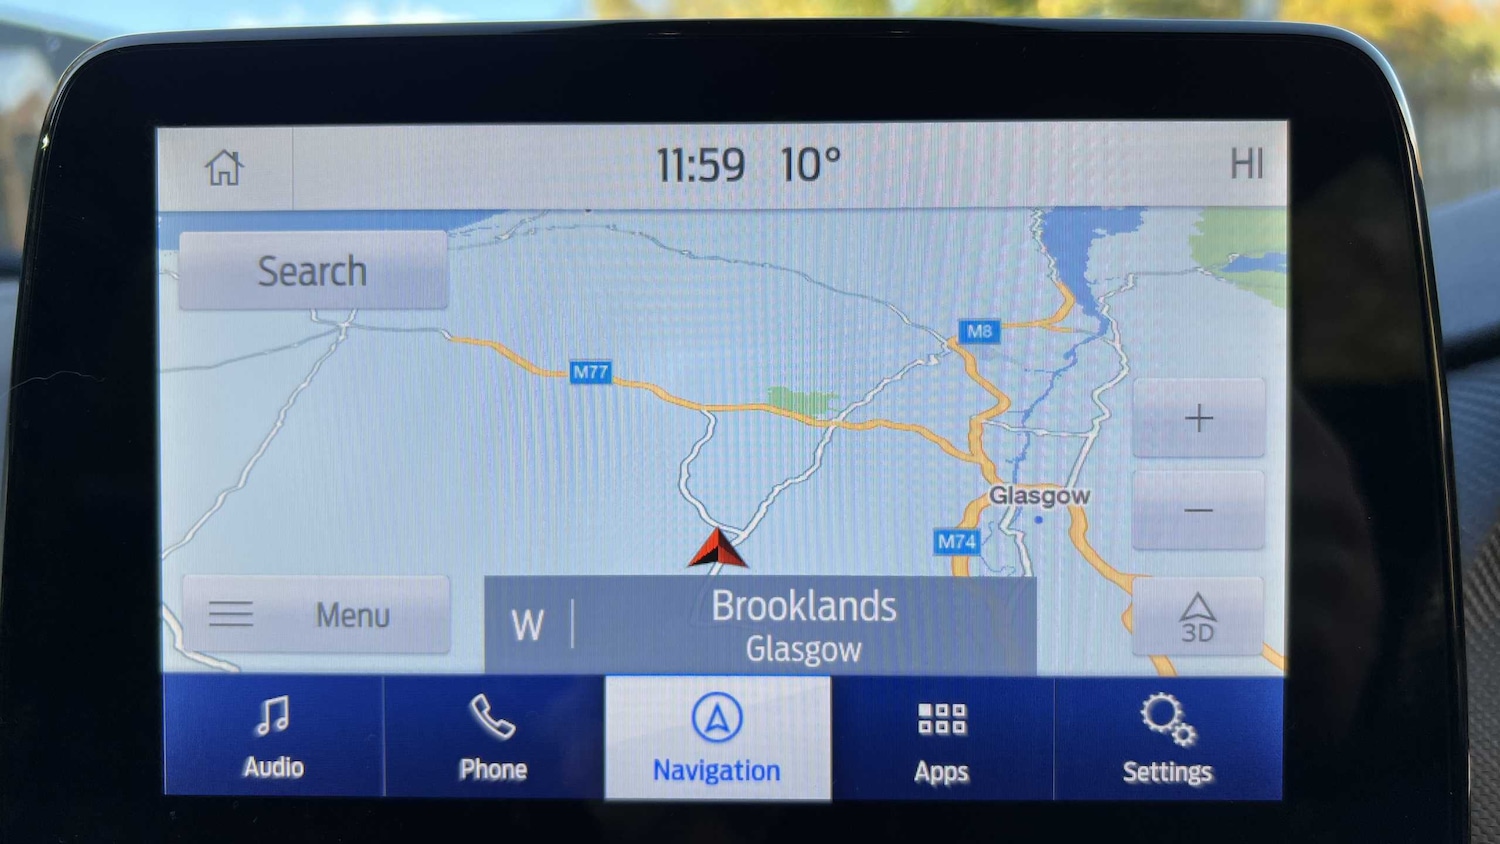 11:59 10° HI
Search
M8
M77
+
Glasgow
−
M74
Menu
W
Brooklands
Glasgow
3D
Audio
Phone
Navigation
Apps
Settings